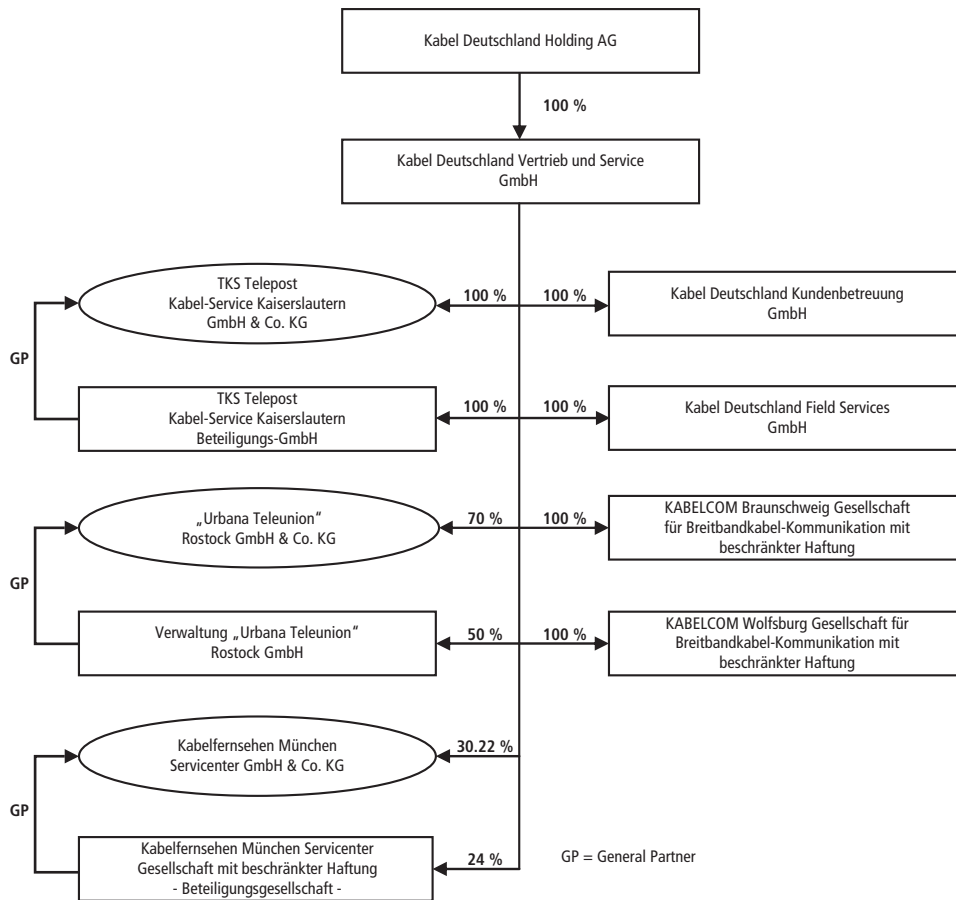 Kabel Deutschland Holding AG
100 %
Kabel Deutschland Vertrieb und Service
GmbH
TKS Telepost
Kabel-Service Kaiserslautern
GmbH & Co. KG
100 %
100 %
Kabel Deutschland Kundenbetreuung
GmbH
GP
TKS Telepost
Kabel-Service Kaiserslautern
Beteiligungs-GmbH
100 %
100 %
Kabel Deutschland Field Services
GmbH
„Urbana Teleunion"
Rostock GmbH & Co. KG
70 %
100 %
KABELCOM Braunschweig Gesellschaft
für Breitbandkabel-Kommunikation mit
beschränkter Haftung
GP
Verwaltung „Urbana Teleunion"
Rostock GmbH
50 %
100 %
KABELCOM Wolfsburg Gesellschaft für
Breitbandkabel-Kommunikation mit
beschränkter Haftung
Kabelfernsehen München
Servicenter GmbH & Co. KG
30.22 %
GP
Kabelfernsehen München Servicenter
Gesellschaft mit beschränkter Haftung
- Beteiligungsgesellschaft -
24 %
GP = General Partner